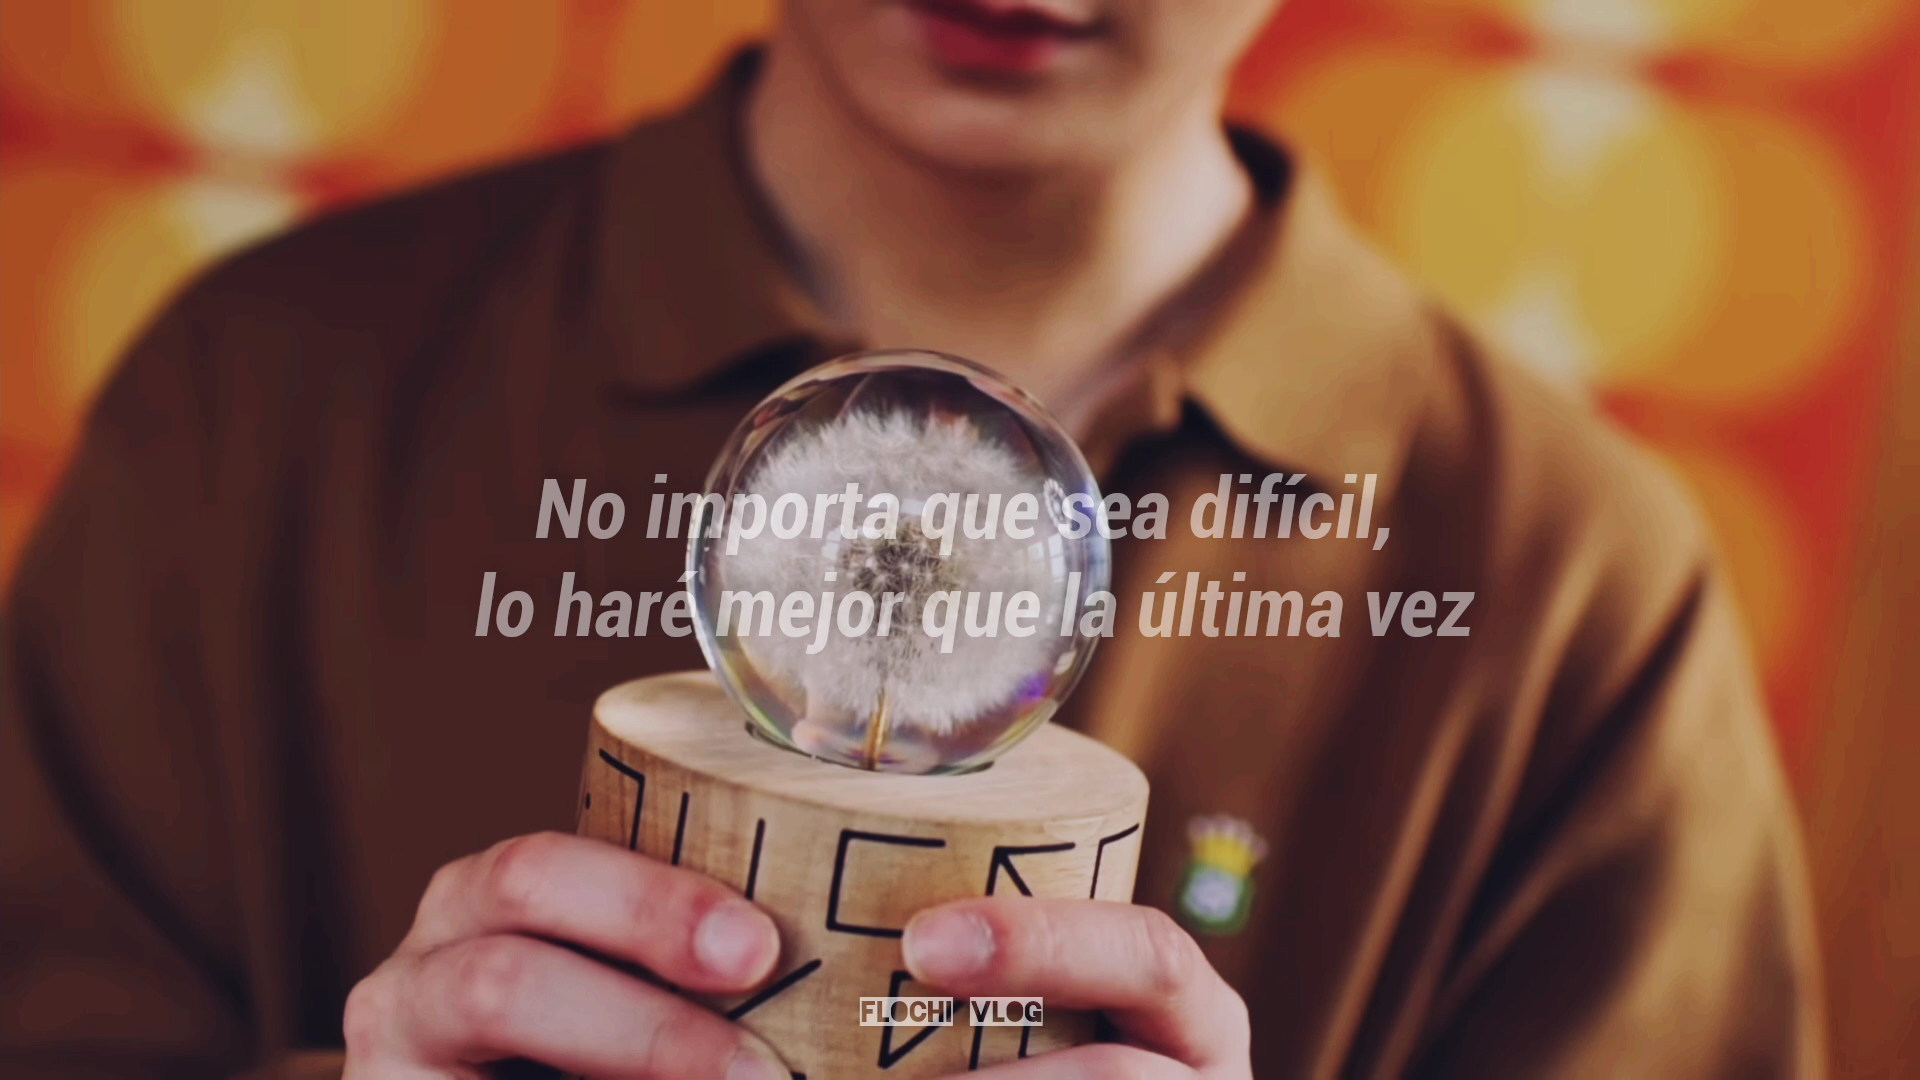 No importa que sea difícil,
lo haré mejor que la última vez
FLOCHI VLOG